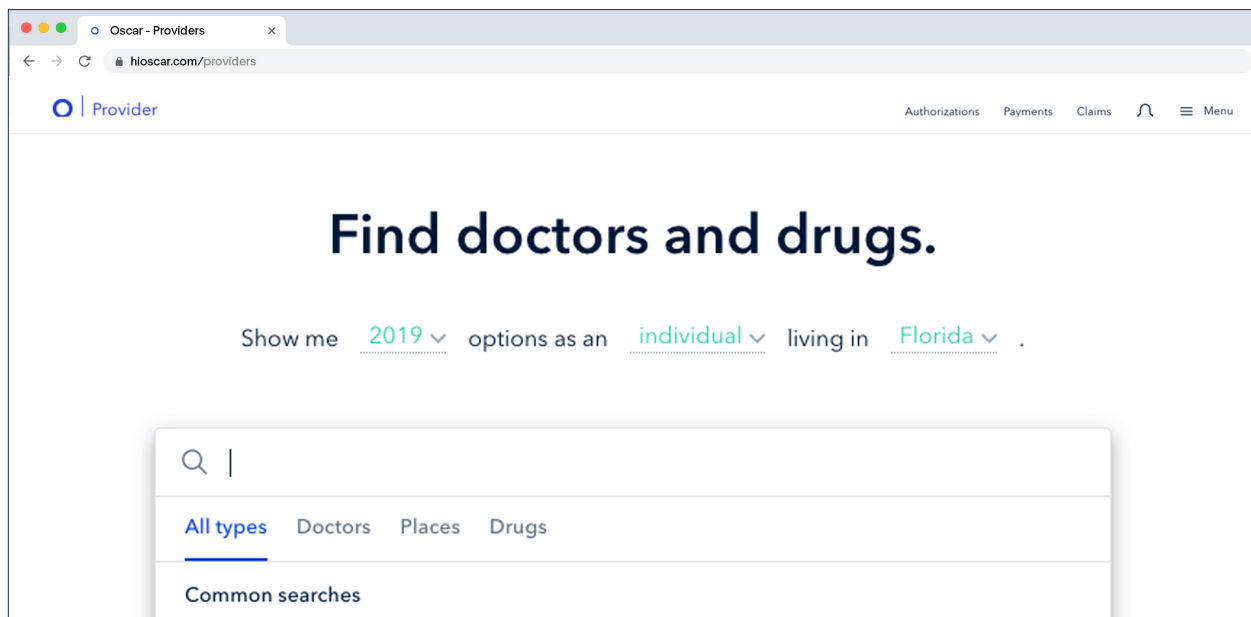 Oscar - Providers
hioscar.com/providers
Provider
Authorizations Payments Claims Menu
Find doctors and drugs.
Show me 2019 options as an individual living in Florida .
All types Doctors Places Drugs
Common searches